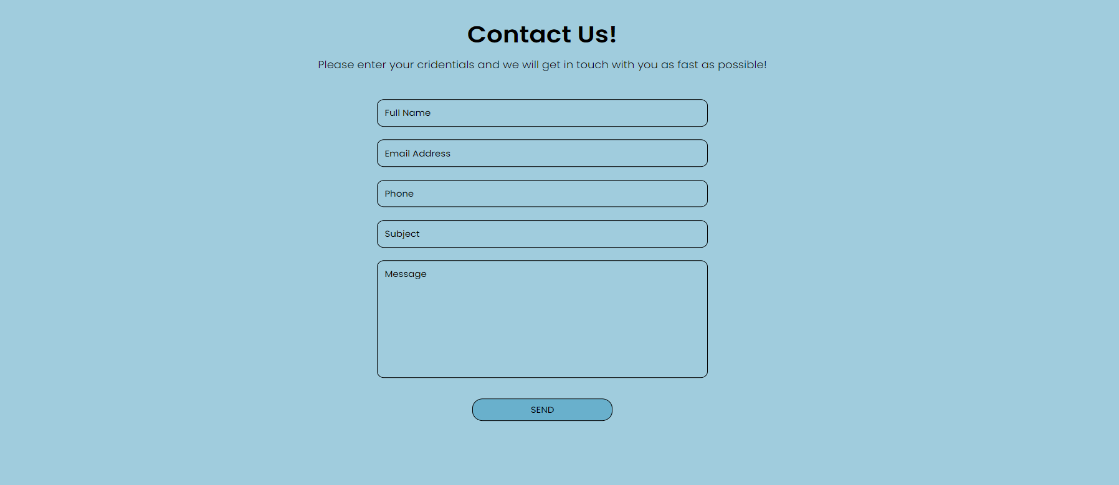 Contact Us!
Please enter your cridentials and we will get in touch with you as fast as possible!
Full Name
Email Address
Phone
Subject
Message
SEND